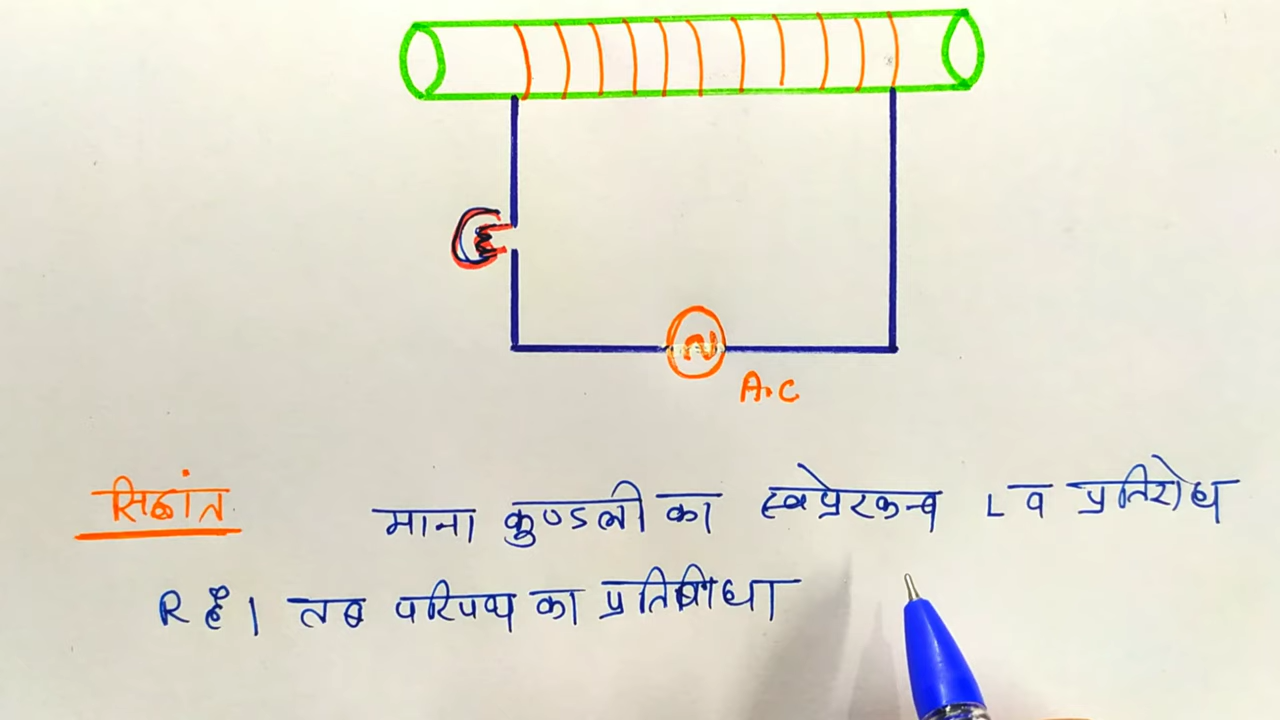 A.C
सिद्धांत माना कुण्डली का स्वप्रेरकत्व L व प्रतिरोध
R है। तब परिपथ का प्रतिबाधा